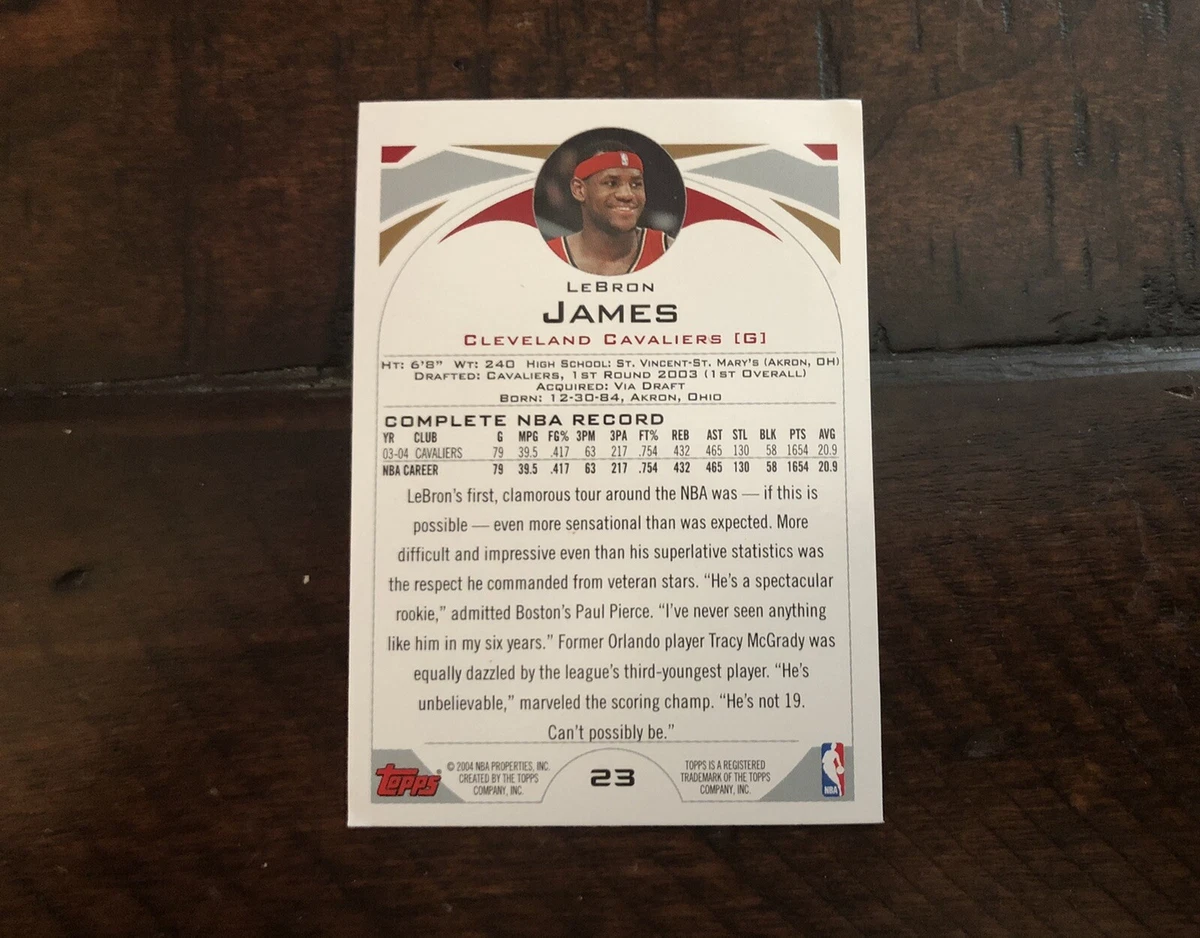 LeBron
James
Cleveland Cavaliers [G]
Ht: 6'8" Wt: 240 High School: St. Vincent-St. Mary's (Akron, OH)
Drafted: Cavaliers, 1st Round 2003 (1st Overall)
Acquired: Via Draft
Born: 12-30-84, Akron, Ohio
COMPLETE NBA RECORD
YR CLUB G MPG FG% 3PM 3PA FT% REB AST STL BLK PTS AVG
03-04 CAVALIERS 79 39.5 .417 63 217 .754 432 465 130 58 1654 20.9
NBA CAREER 79 39.5 .417 63 217 .754 432 465 130 58 1654 20.9
LeBron's first, clamorous tour around the NBA was — if this is
possible — even more sensational than was expected. More
difficult and impressive even than his superlative statistics was
the respect he commanded from veteran stars. "He's a spectacular
rookie," admitted Boston's Paul Pierce. "I've never seen anything
like him in my six years." Former Orlando player Tracy McGrady was
equally dazzled by the league's third-youngest player. "He's
unbelievable," marveled the scoring champ. "He's not 19.
Can't possibly be."
Topps®
© 2004 NBA PROPERTIES, INC.
CREATED BY THE TOPPS
COMPANY, INC.
23
TOPPS IS A REGISTERED
TRADEMARK OF THE TOPPS
COMPANY, INC.
NBA